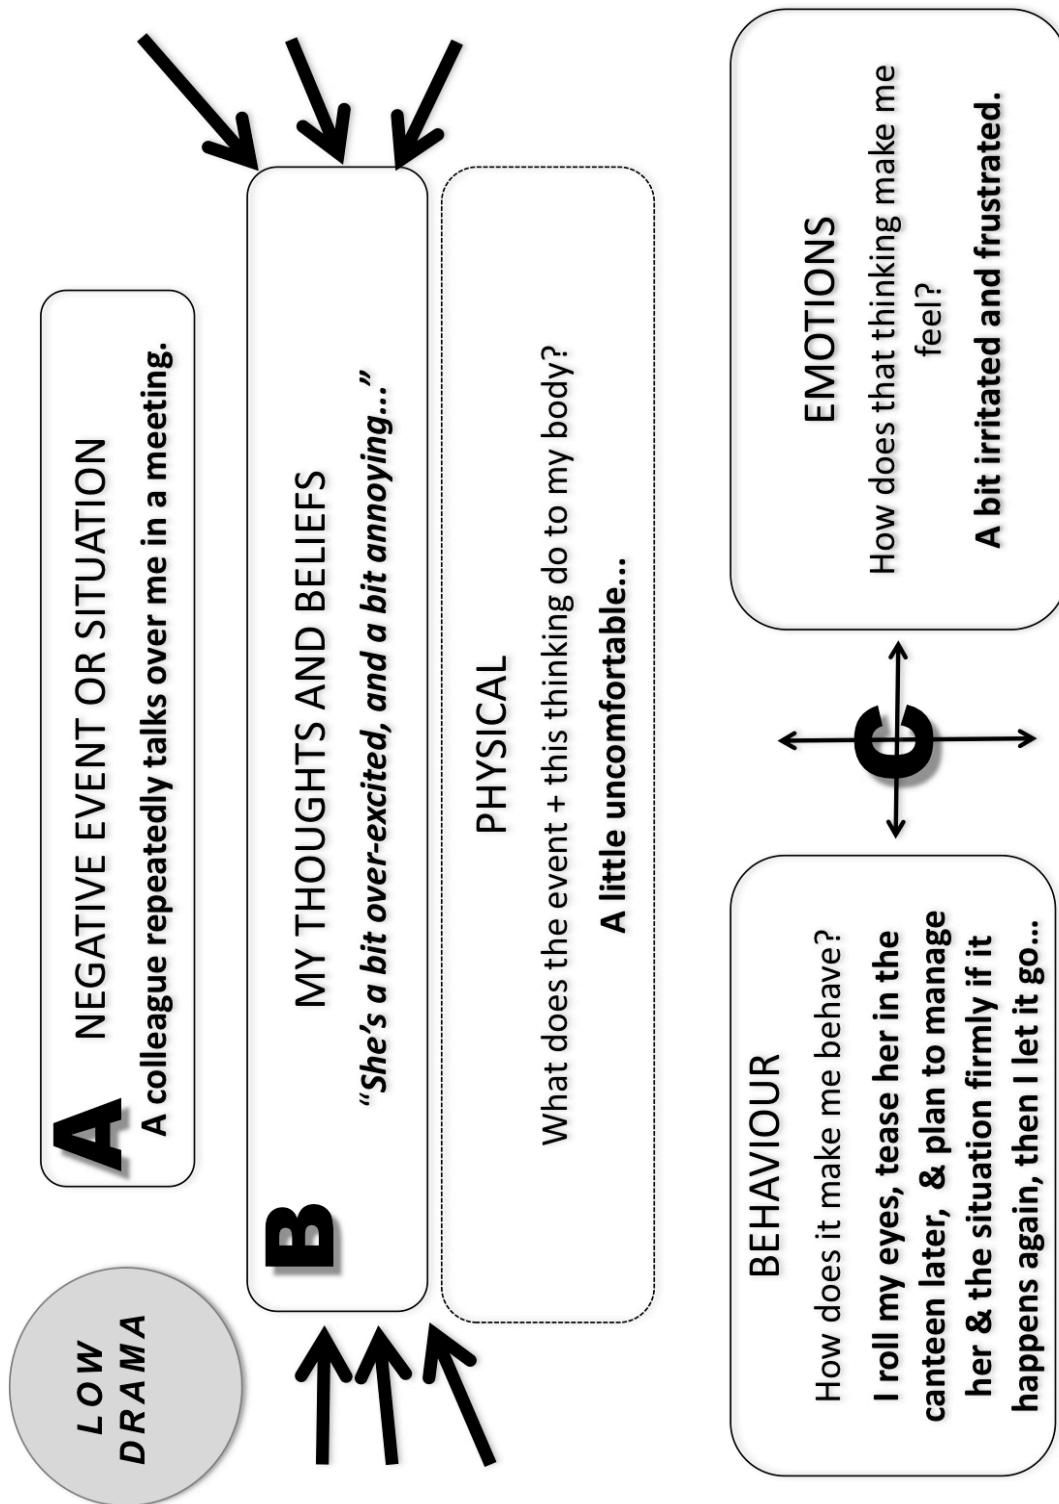 LOW
DRAMA
A
NEGATIVE EVENT OR SITUATION
A colleague repeatedly talks over me in a meeting.
B
MY THOUGHTS AND BELIEFS
“She’s a bit over-excited, and a bit annoying...”
PHYSICAL
What does the event + this thinking do to my body?
A little uncomfortable...
BEHAVIOUR
How does it make me behave?
I roll my eyes, tease her in the
canteen later, & plan to manage
her & the situation firmly if it
happens again, then I let it go...
C
EMOTIONS
How does that thinking make me
feel?
A bit irritated and frustrated.